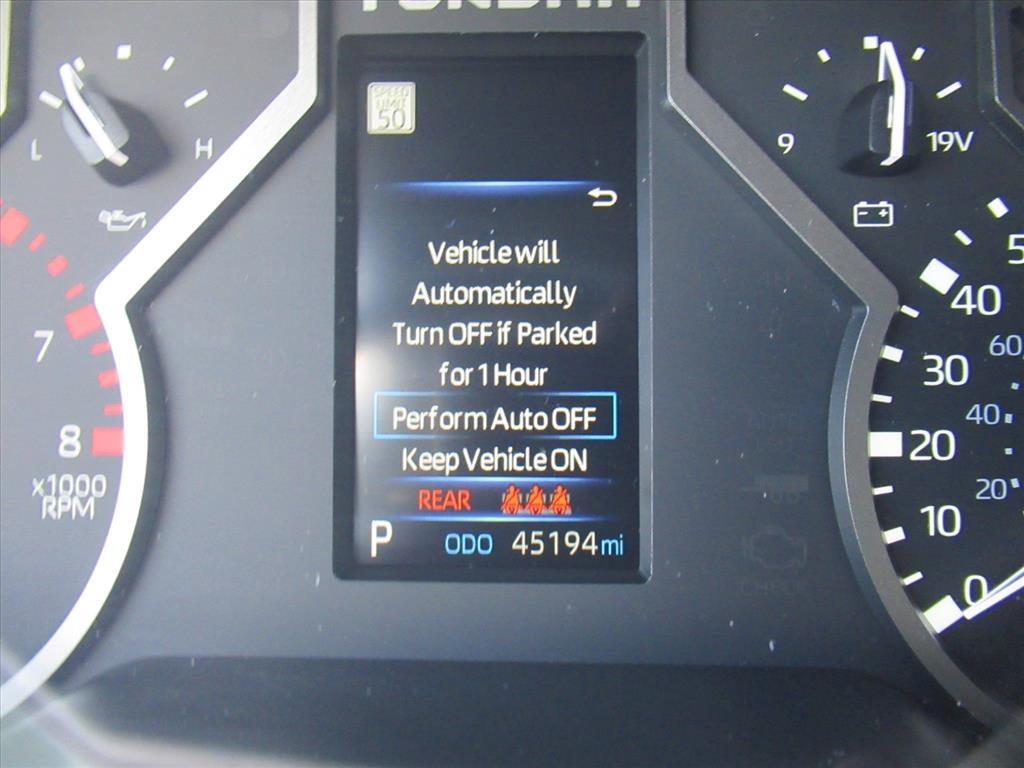 TUNDRA
SPEED
LIMIT
50
L
H
9
19V
Vehicle will
Automatically
Turn OFF if Parked
for 1 Hour
Perform Auto OFF
Keep Vehicle ON
REAR
P ODO 45194 mi
7
8
x1000
RPM
5
40
60
30
40
20
20
10
0
CHECK